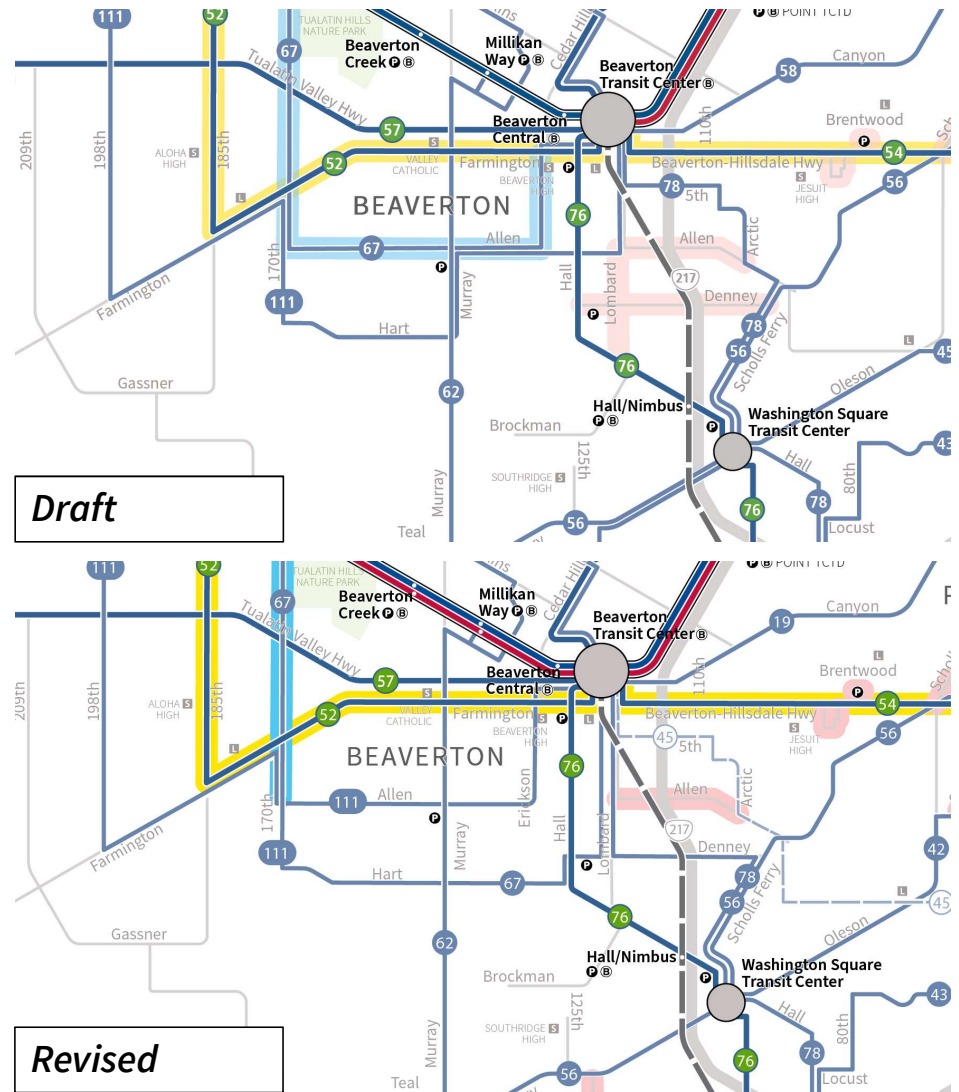 111
52
TUALATIN HILLS
NATURE PARK
67
Beaverton
Creek P B
Millikan
Way P B
Cedar Hills
P B POINT TCTD
Beaverton
Transit Center B
Canyon
58
Tualatin Valley Hwy
57
Beaverton
Central B
110th
L
Brentwood
P
54
209th
198th
185th
ALOHA
HIGH S
52
S
VALLEY
CATHOLIC
Farmington
S
BEAVERTON
HIGH
P
L
Beaverton-Hillsdale Hwy
S
JESUIT
HIGH
56
78
5th
L
BEAVERTON
76
67
Allen
Allen
Arctic
170th
P
Murray
Hall
Lombard
217
Denney
111
Farmington
Hart
P
78
56
Scholls Ferry
L
45
Gassner
76
Oleson
62
Hall/Nimbus
P B
P
Washington Square
Transit Center
Brockman
125th
Hall
80th
43
SOUTHRIDGE S
HIGH
Murray
78
76
Draft
Teal
56
Locust
111
52
TUALATIN HILLS
NATURE PARK
67
Beaverton
Creek P B
Millikan
Way P B
Cedar Hills
P B POINT TCTD
Beaverton
Transit Center B
Canyon
19
Tualatin Valley Hwy
57
Beaverton
Central B
110th
L
Brentwood
P
54
209th
198th
185th
ALOHA
HIGH S
52
S
VALLEY
CATHOLIC
Farmington
S
BEAVERTON
HIGH
P
L
Beaverton-Hillsdale Hwy
S
JESUIT
HIGH
56
45
5th
L
BEAVERTON
76
111
Allen
Erickson
Allen
Arctic
170th
P
Murray
Hall
Lombard
217
Denney
42
111
Farmington
Hart
67
P
78
56
Scholls Ferry
L
45
Gassner
76
Oleson
62
Hall/Nimbus
P B
P
Washington Square
Transit Center
Brockman
125th
Hall
80th
43
SOUTHRIDGE S
HIGH
Murray
78
76
Revised
Teal
56
Locust